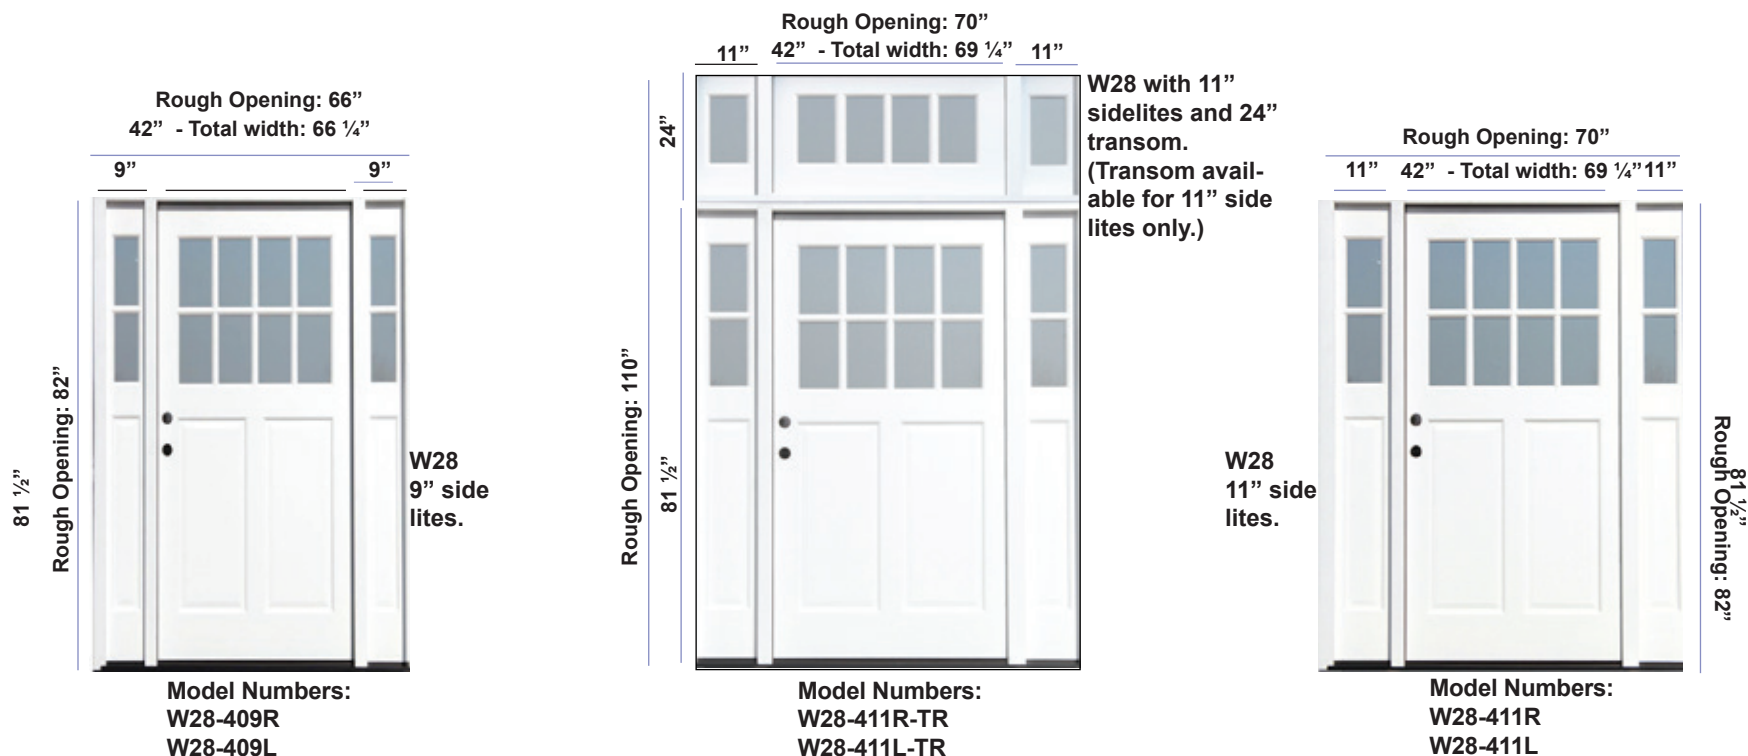 Rough Opening: 66”
42” - Total width: 66 ¼”
9”
9”
81 ½”
Rough Opening: 82”
W28
9” side
lites.
Model Numbers:
W28-409R
W28-409L
Rough Opening: 70”
11”
42” - Total width: 69 ¼”
11”
24”
Rough Opening: 110”
81 ½”
W28 with 11”
sidelites and 24”
transom.
(Transom avail-
able for 11” side
lites only.)
Model Numbers:
W28-411R-TR
W28-411L-TR
Rough Opening: 70”
11”
42” - Total width: 69 ¼”
11”
W28
11” side
lites.
81 ½”
Rough Opening: 82”
Model Numbers:
W28-411R
W28-411L